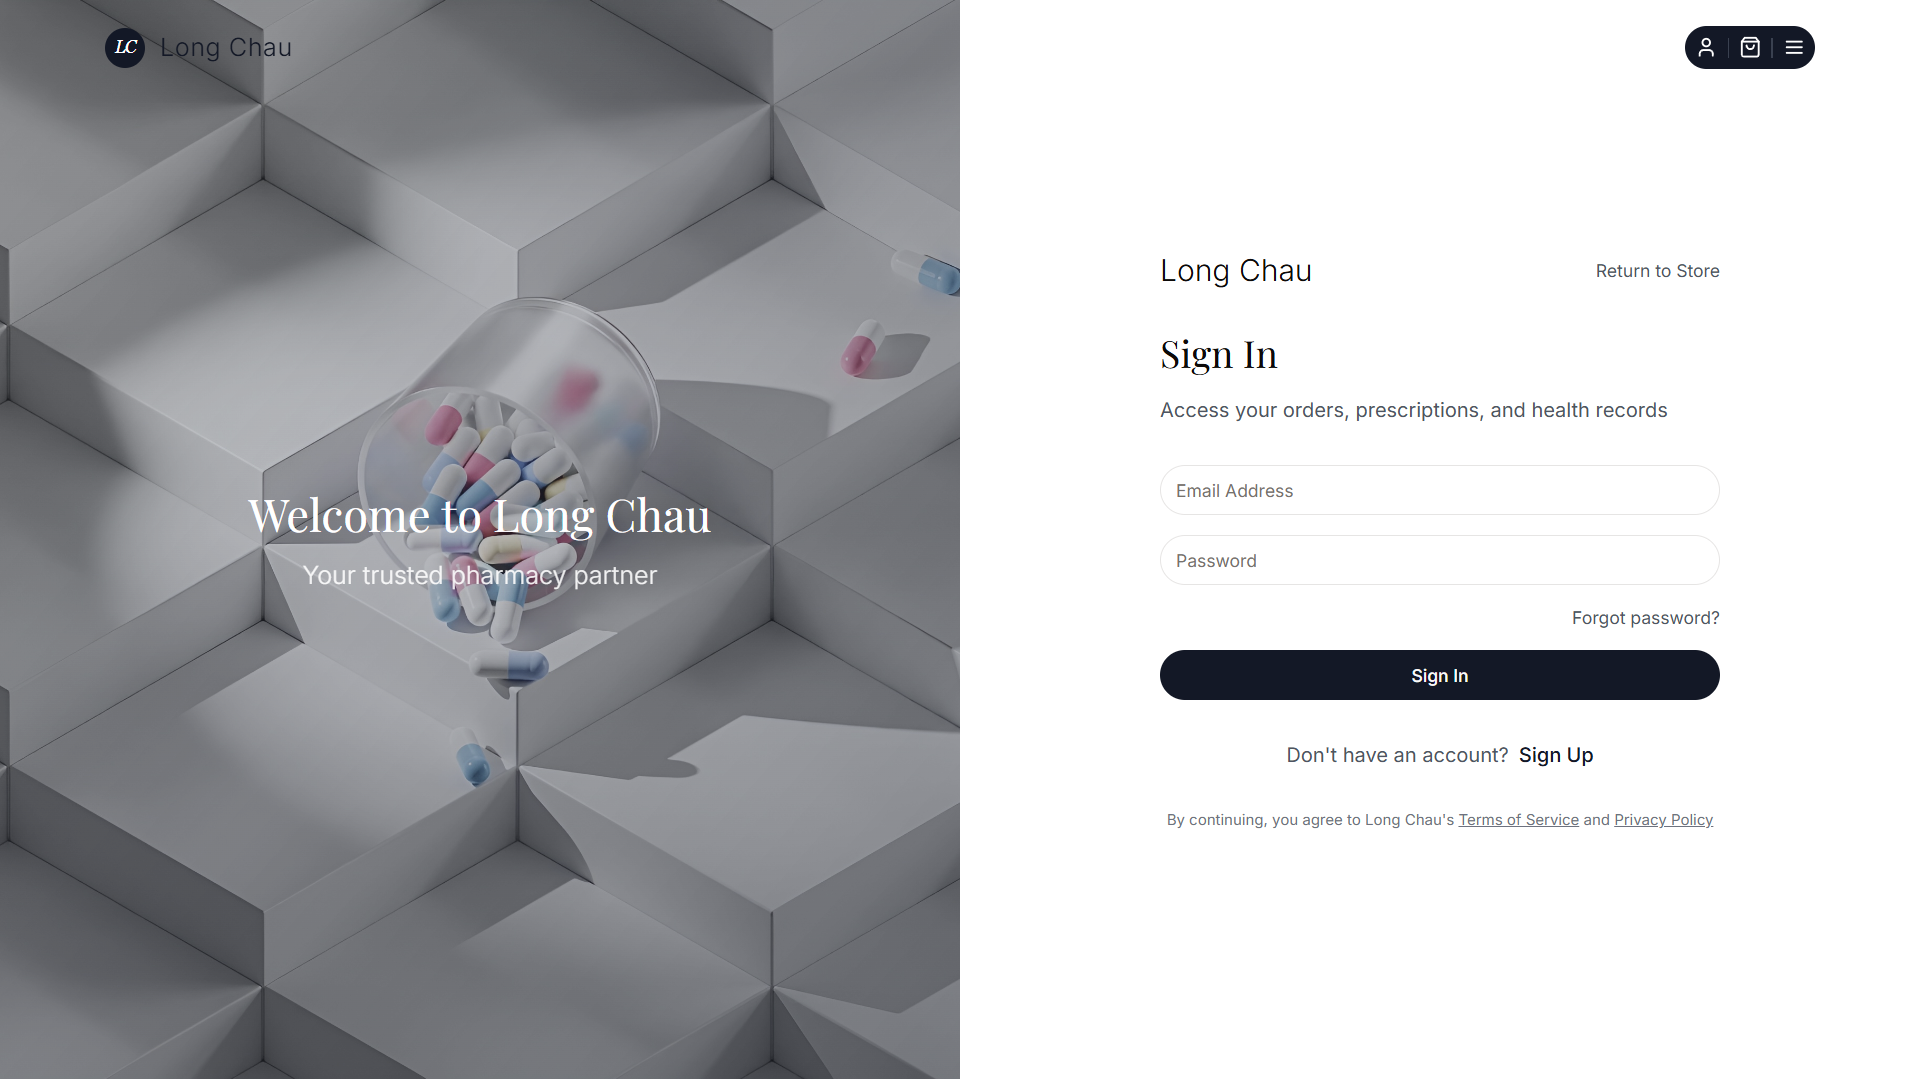 LC Long Chau
Welcome to Long Chau
Your trusted pharmacy partner
Long Chau
Return to Store
Sign In
Access your orders, prescriptions, and health records
Email Address
Password
Forgot password?
Sign In
Don't have an account? Sign Up
By continuing, you agree to Long Chau's Terms of Service and Privacy Policy